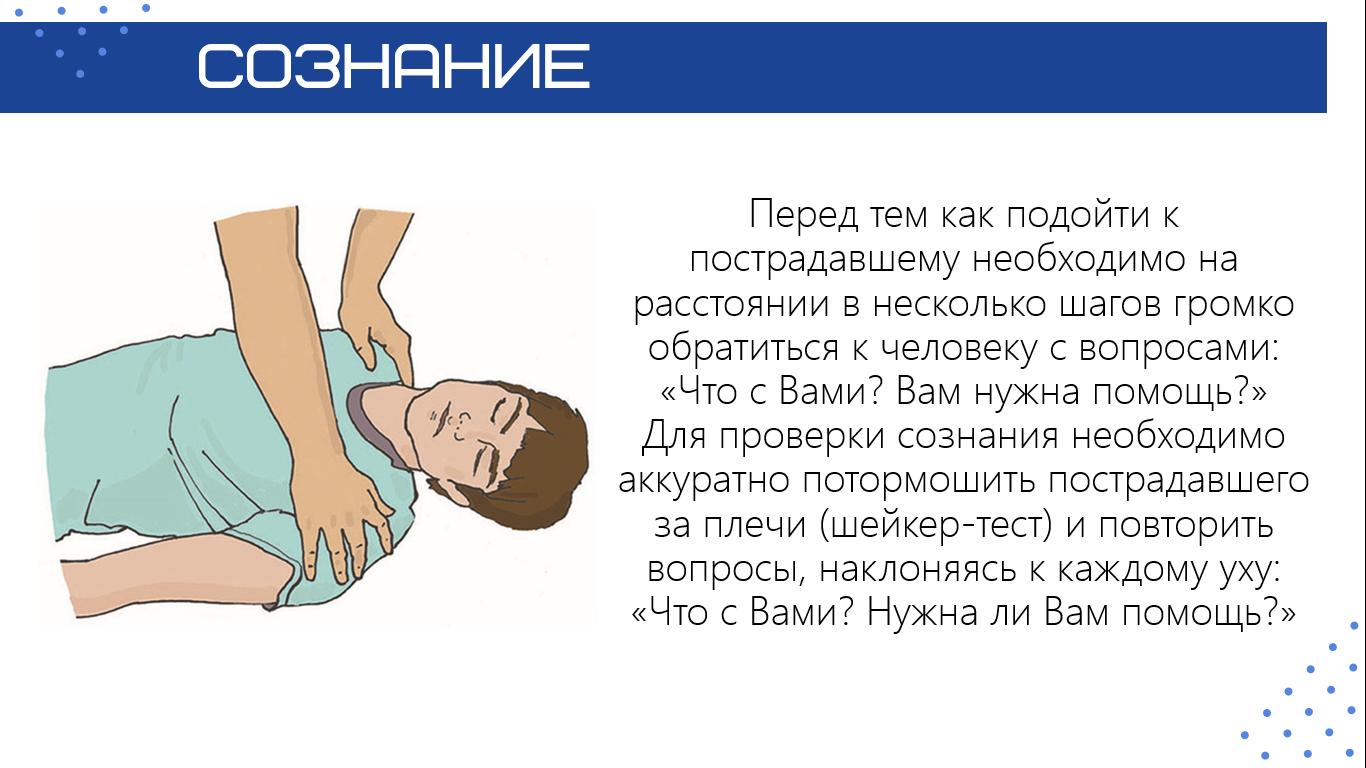 СОЗНАНИЕ
Перед тем как подойти к
пострадавшему необходимо на
расстоянии в несколько шагов громко
обратиться к человеку с вопросами:
«Что с Вами? Вам нужна помощь?»
Для проверки сознания необходимо
аккуратно потормошить пострадавшего
за плечи (шейкер-тест) и повторить
вопросы, наклоняясь к каждому уху:
«Что с Вами? Нужна ли Вам помощь?»